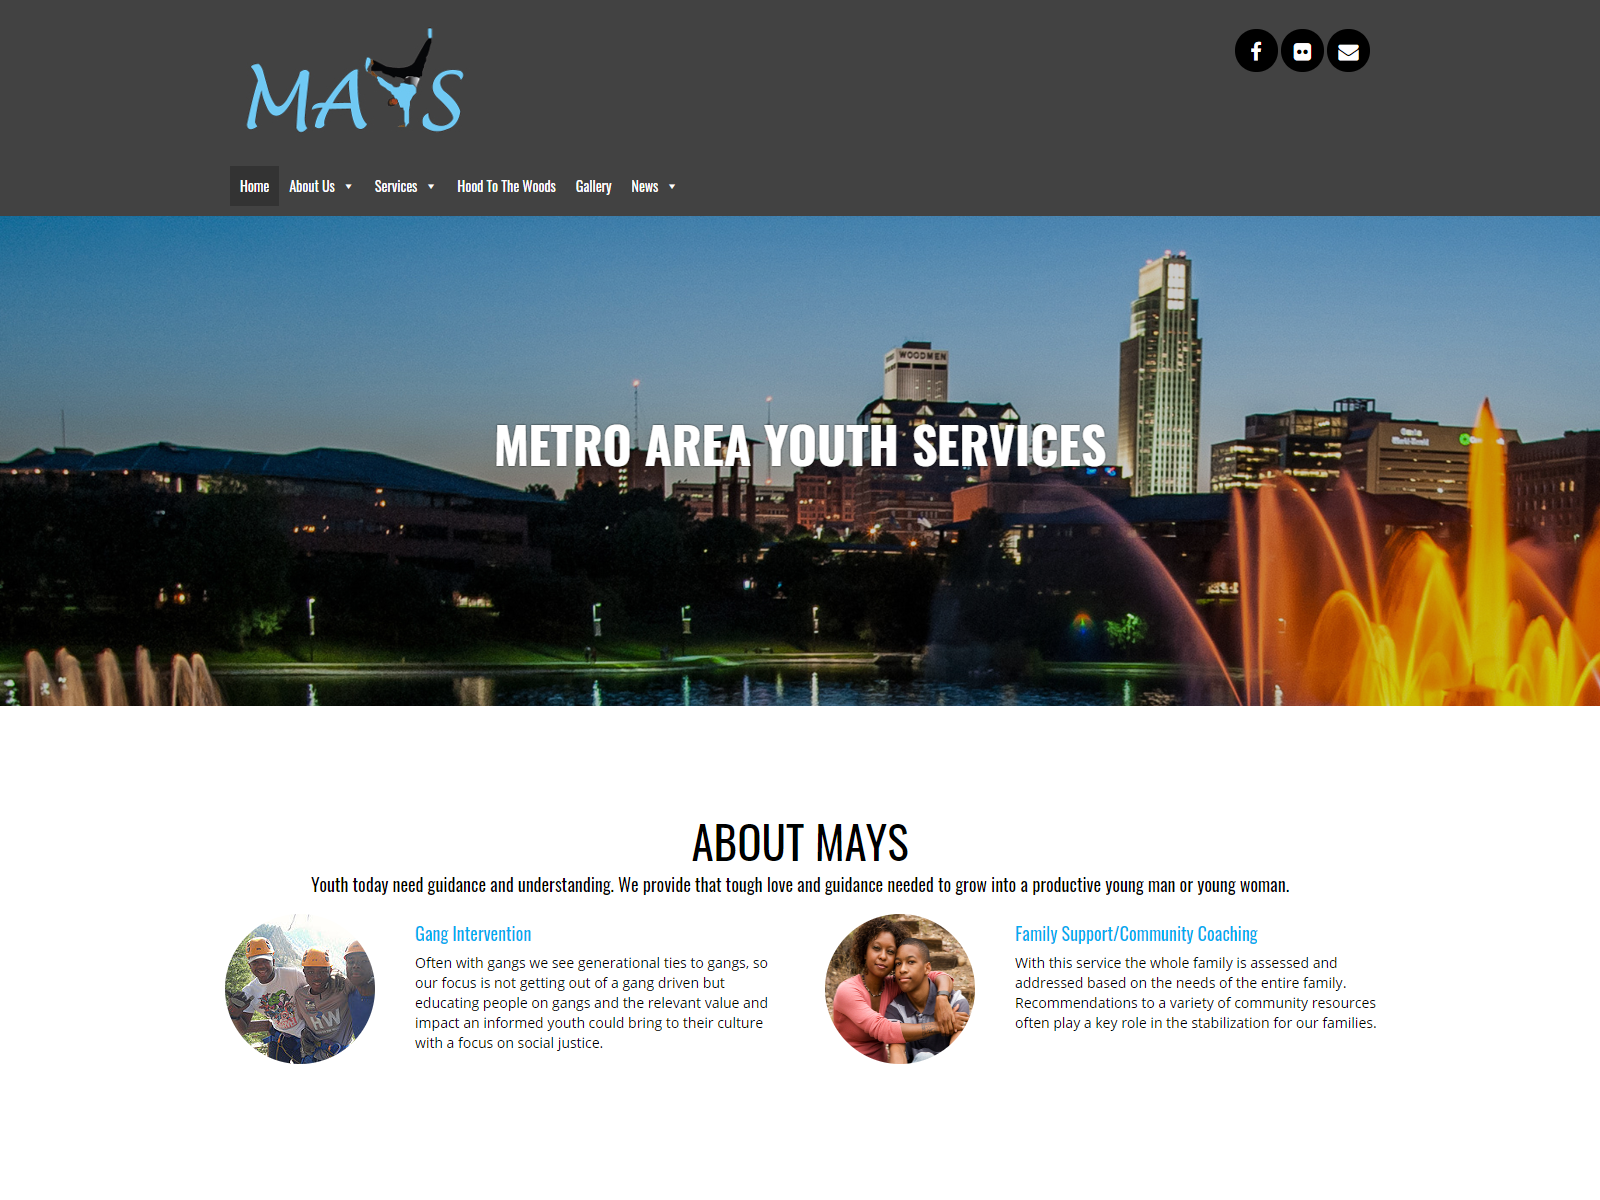 MAYS
Home About Us Services Hood To The Woods Gallery News
WOODMEN
METRO AREA YOUTH SERVICES
ABOUT MAYS
Youth today need guidance and understanding. We provide that tough love and guidance needed to grow into a productive young man or young woman.
Gang Intervention
Often with gangs we see generational ties to gangs, so
our focus is not getting out of a gang driven but
educating people on gangs and the relevant value and
impact an informed youth could bring to their culture
with a focus on social justice.
HW
Family Support/Community Coaching
With this service the whole family is assessed and
addressed based on the needs of the entire family.
Recommendations to a variety of community resources
often play a key role in the stabilization for our families.